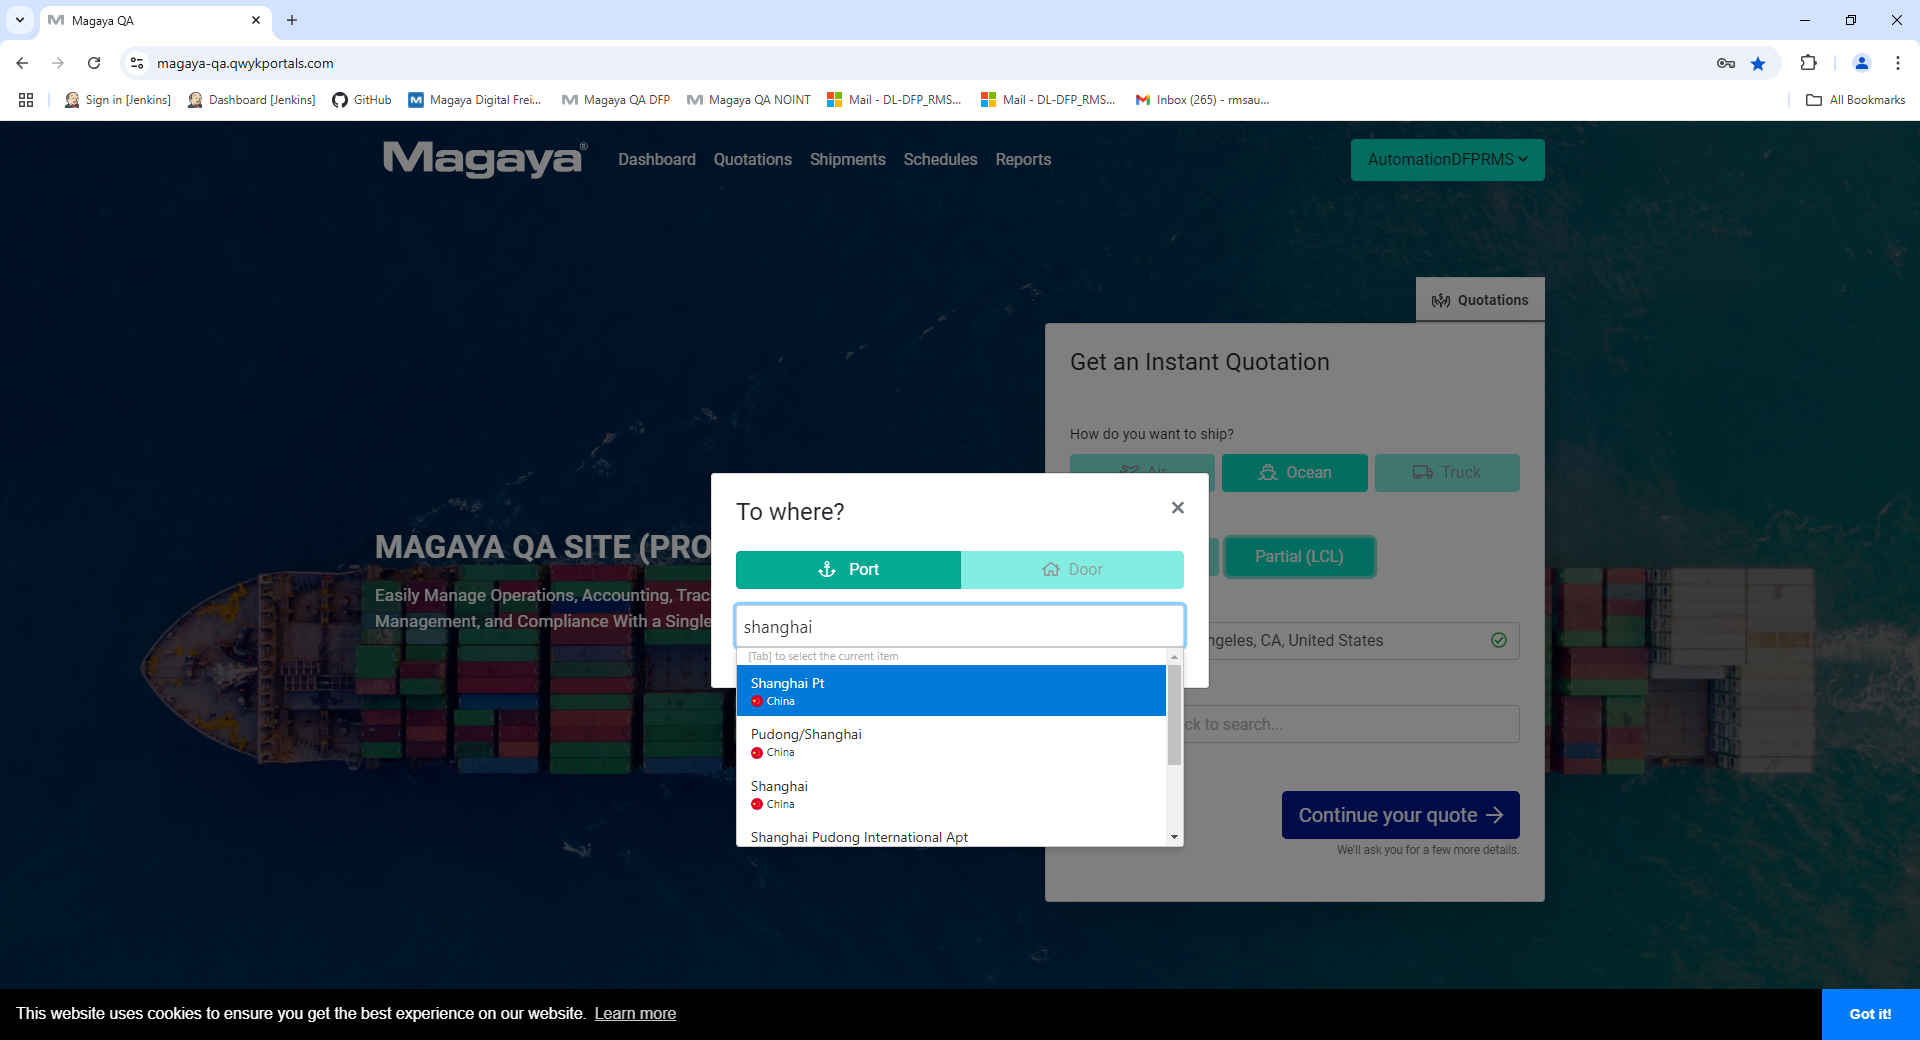 Magaya QA
magaya-qa.qwykportals.com
Sign in [Jenkins]
Dashboard [Jenkins]
GitHub
Magaya Digital Frei...
Magaya QA DFP
Magaya QA NOINT
Mail - DL-DFP_RMS...
Mail - DL-DFP_RMS...
Inbox (265) - rmsau...
All Bookmarks
Magaya®
Dashboard
Quotations
Shipments
Schedules
Reports
AutomationDFPRMS
Quotations
Get an Instant Quotation
How do you want to ship?
Air
Ocean
Truck
Partial (LCL)
ngeles, CA, United States
ck to search...
Continue your quote
We'll ask you for a few more details.
MAGAYA QA SITE (PRO
Easily Manage Operations, Accounting, Trac
Management, and Compliance With a Single
To where?
Port
Door
shanghai
[Tab] to select the current item
Shanghai Pt
China
Pudong/Shanghai
China
Shanghai
China
Shanghai Pudong International Apt
This website uses cookies to ensure you get the best experience on our website. Learn more
Got it!